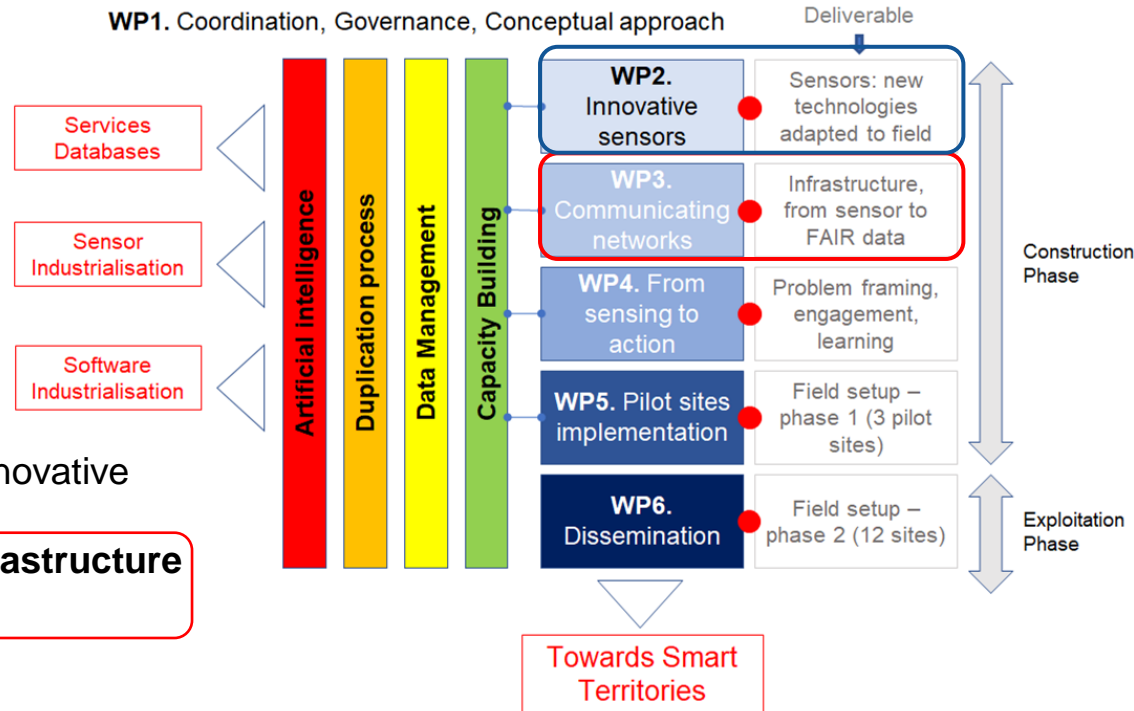 WP1. Coordination, Governance, Conceptual approach
Deliverable
Services
Databases
Sensor
Industrialisation
Software
Industrialisation
Artificial intelligence
Duplication process
Data Management
Capacity Building
WP2.
Innovative
sensors
Sensors: new
technologies
adapted to field
WP3.
Communicating
networks
Infrastructure,
from sensor to
FAIR data
WP4. From
sensing to
action
Problem framing,
engagement,
learning
WP5. Pilot sites
implementation
Field setup –
phase 1 (3 pilot
sites)
WP6.
Dissemination
Field setup –
phase 2 (12 sites)
Construction
Phase
Exploitation
Phase
novative
astructure
Towards Smart
Territories